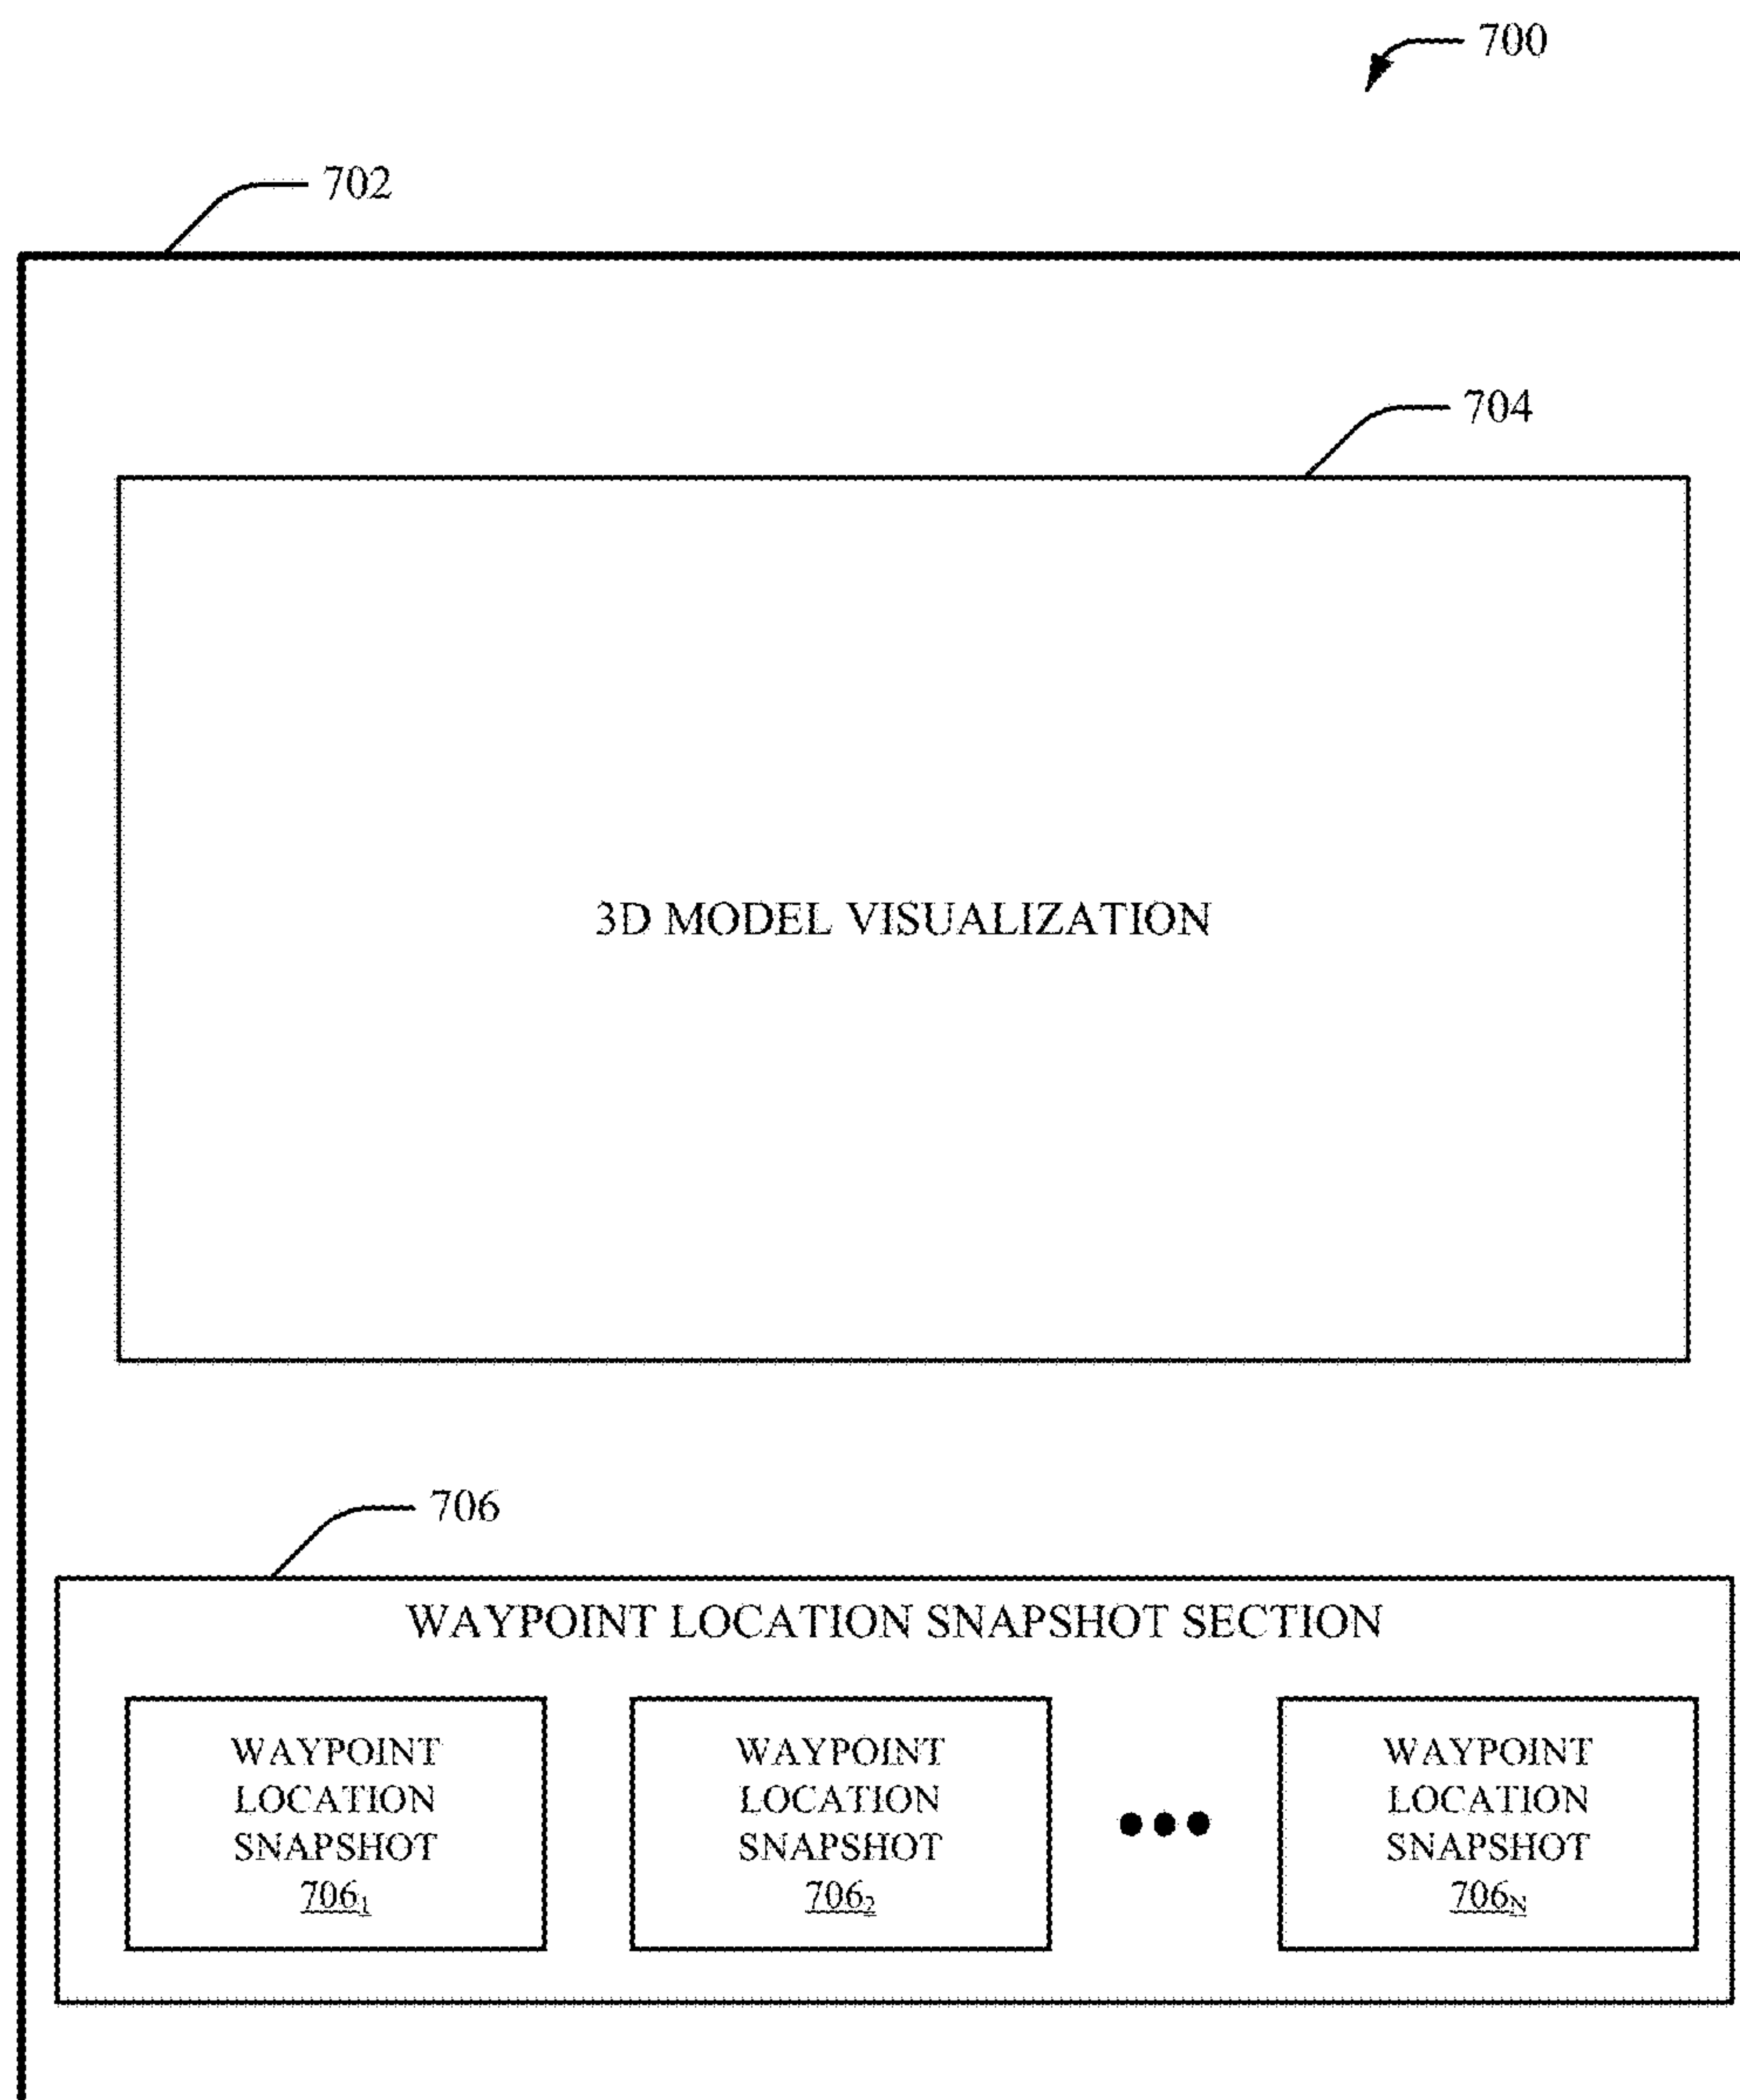 700
702
704
3D MODEL VISUALIZATION
706
WAYPOINT LOCATION SNAPSHOT SECTION
WAYPOINT
LOCATION
SNAPSHOT
706₁
WAYPOINT
LOCATION
SNAPSHOT
706₂
WAYPOINT
LOCATION
SNAPSHOT
706N